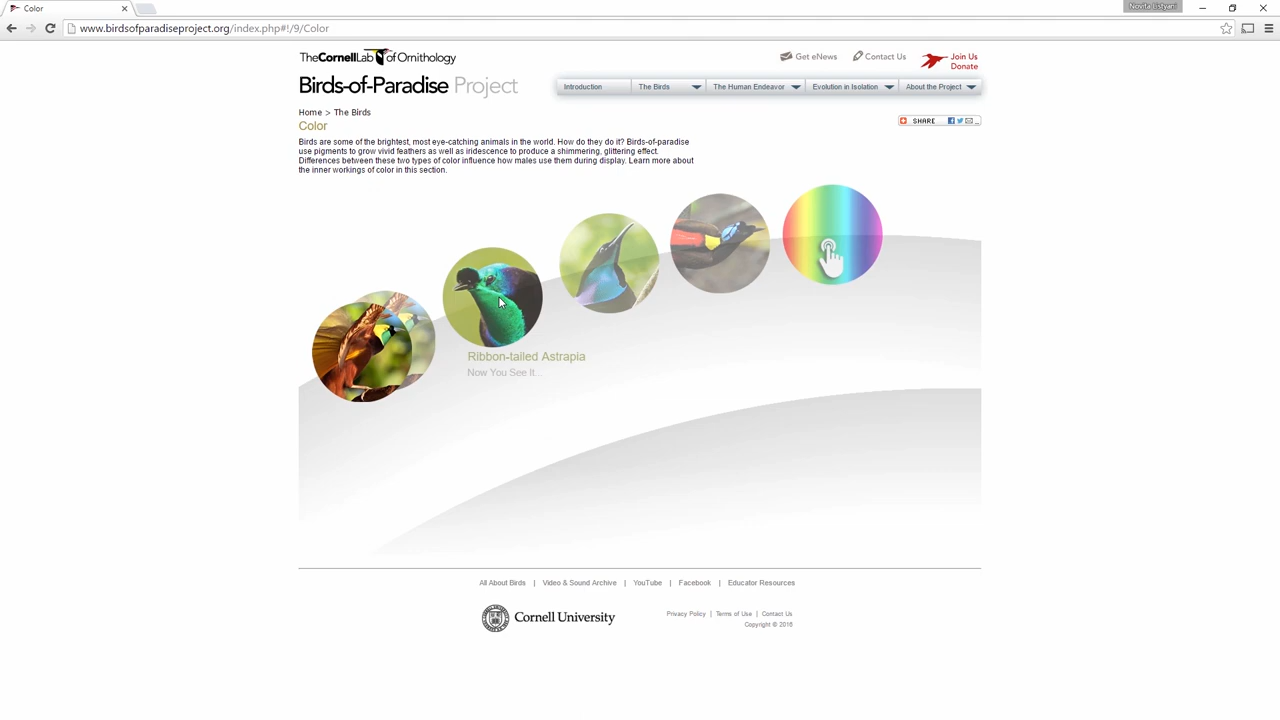 Color
Novita Listyani
www.birdsofparadiseproject.org/index.php#!/9/Color
TheCornellLab of Ornithology
Get eNews
Contact Us
Join Us
Donate
Birds-of-Paradise Project
Introduction
The Birds
The Human Endeavor
Evolution in Isolation
About the Project
Home > The Birds
SHARE
Color
Birds are some of the brightest, most eye-catching animals in the world. How do they do it? Birds-of-paradise
use pigments to grow vivid feathers as well as iridescence to produce a shimmering, glittering effect.
Differences between these two types of color influence how males use them during display. Learn more about
the inner workings of color in this section.
Ribbon-tailed Astrapia
Now You See It...
All About Birds | Video & Sound Archive | YouTube | Facebook | Educator Resources
Cornell University
Privacy Policy | Terms of Use | Contact Us
Copyright © 2016